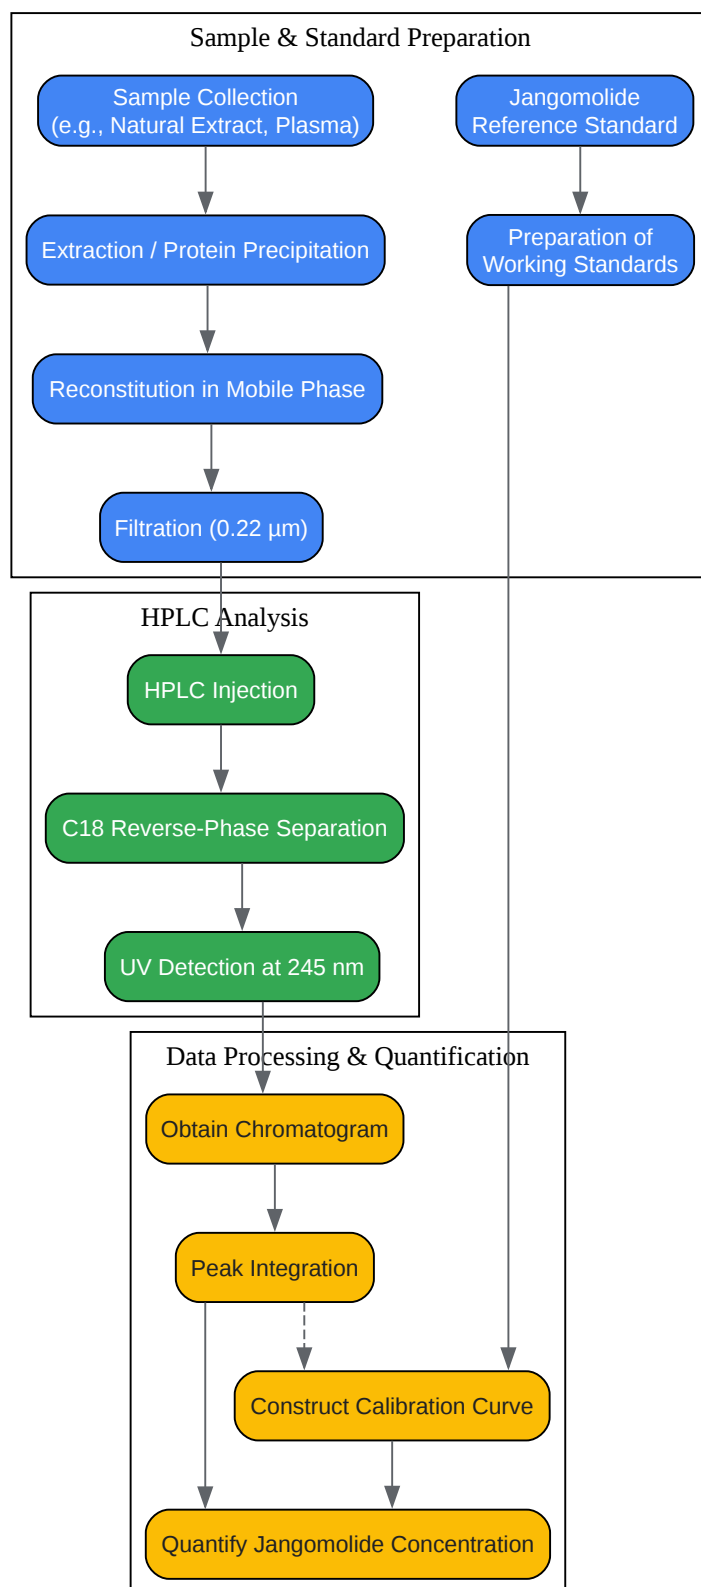 Sample & Standard Preparation
Sample Collection
(e.g., Natural Extract, Plasma)
Jangomolide
Reference Standard
Extraction / Protein Precipitation
Preparation of
Working Standards
Reconstitution in Mobile Phase
Filtration (0.22 µm)
HPLC Analysis
HPLC Injection
C18 Reverse-Phase Separation
UV Detection at 245 nm
Data Processing & Quantification
Obtain Chromatogram
Peak Integration
Construct Calibration Curve
Quantify Jangomolide Concentration